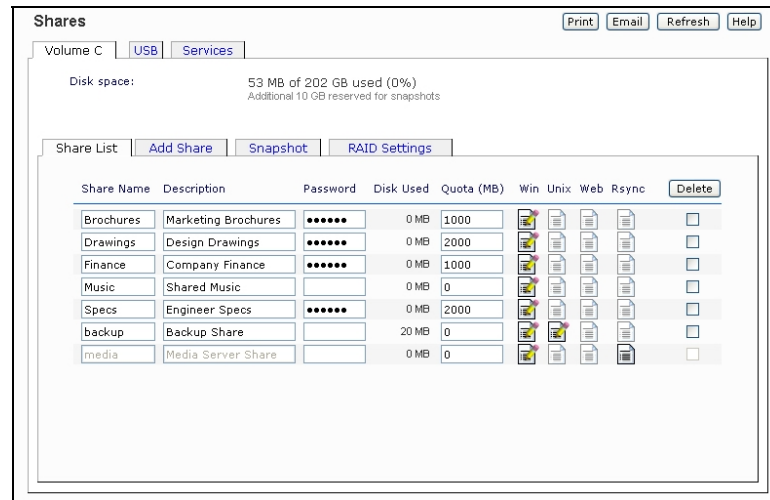 Shares Print Email Refresh Help
Volume C USB Services
Disk space: 53 MB of 202 GB used (0%)
Additional 10 GB reserved for snapshots
Share List Add Share Snapshot RAID Settings
Share Name Description Password Disk Used Quota (MB) Win Unix Web Rsync Delete
Brochures Marketing Brochures ●●●●●● 0 MB 1000
Drawings Design Drawings ●●●●●● 0 MB 2000
Finance Company Finance ●●●●●● 0 MB 1000
Music Shared Music 0 MB 0
Specs Engineer Specs ●●●●●● 0 MB 2000
backup Backup Share 20 MB 0
media Media Server Share 0 MB 0